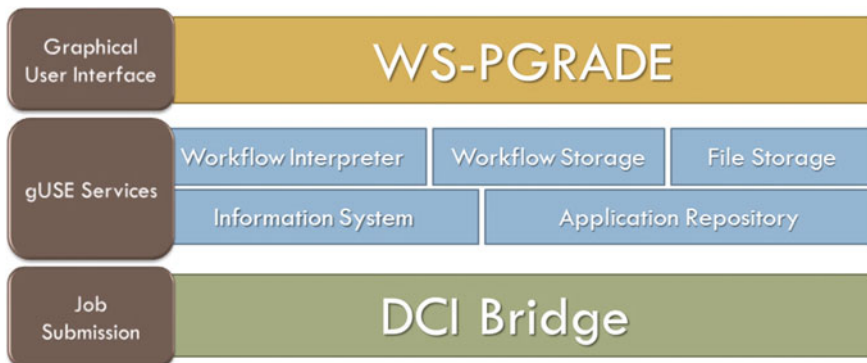 Graphical
User Interface
WS-PGRADE
gUSE Services
Workflow Interpreter
Workflow Storage
File Storage
Information System
Application Repository
Job
Submission
DCI Bridge